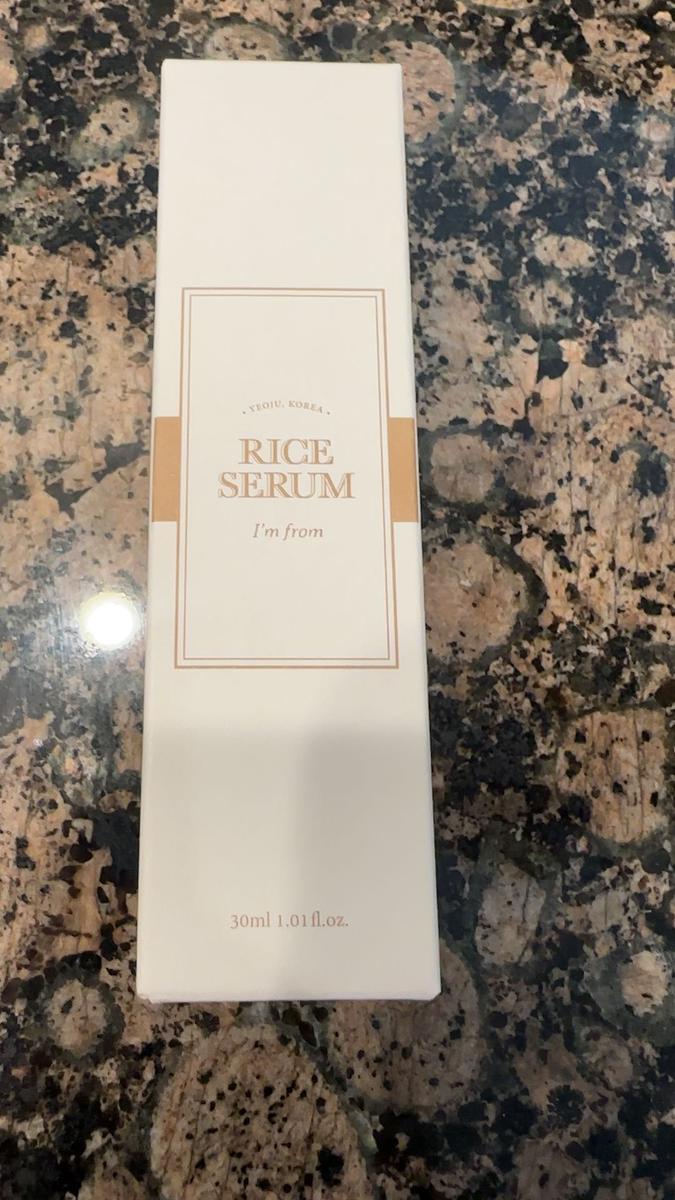 • YEOJU, KOREA •
RICE
SERUM
I'm from
30ml 1.01fl.oz.